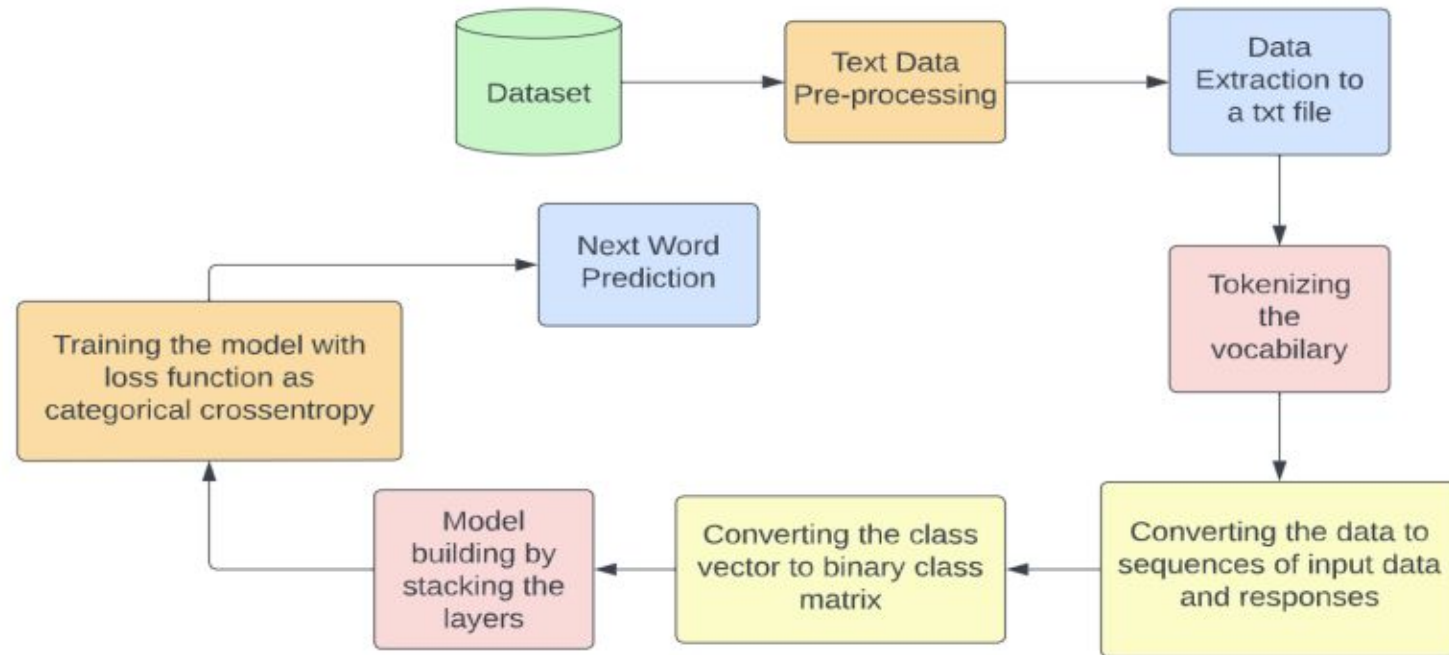 Dataset
Text Data
Pre-processing
Data
Extraction to
a txt file
Tokenizing
the
vocabilary
Converting the data to
sequences of input data
and responses
Converting the class
vector to binary class
matrix
Model
building by
stacking the
layers
Training the model with
loss function as
categorical crossentropy
Next Word
Prediction